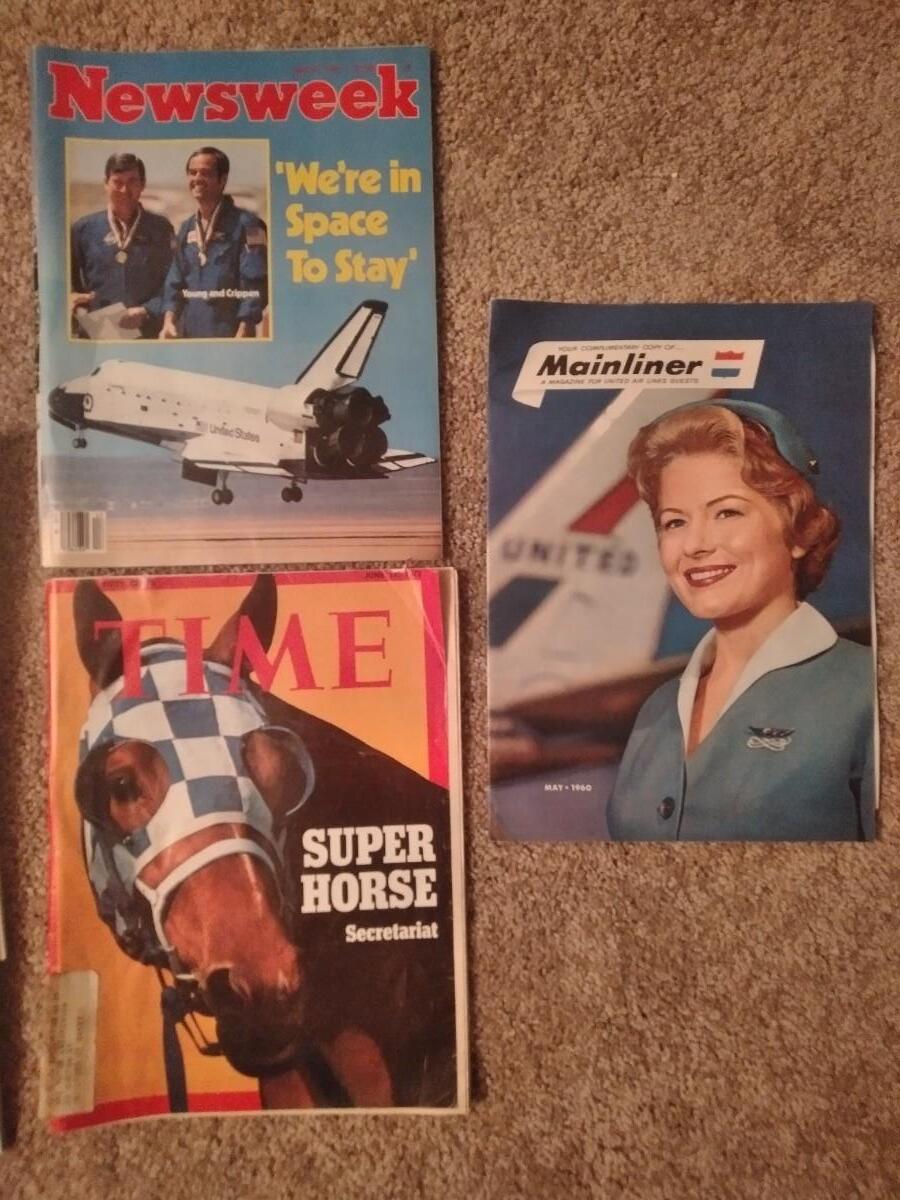 Newsweek
'We're in
Space
To Stay'
Young and Crippen
United States
TIME
SUPER
HORSE
Secretariat
YOUR COMPLIMENTARY COPY OF....
Mainliner
A MAGAZINE FOR UNITED AIR LINES GUESTS
UNITED
MAY • 1960